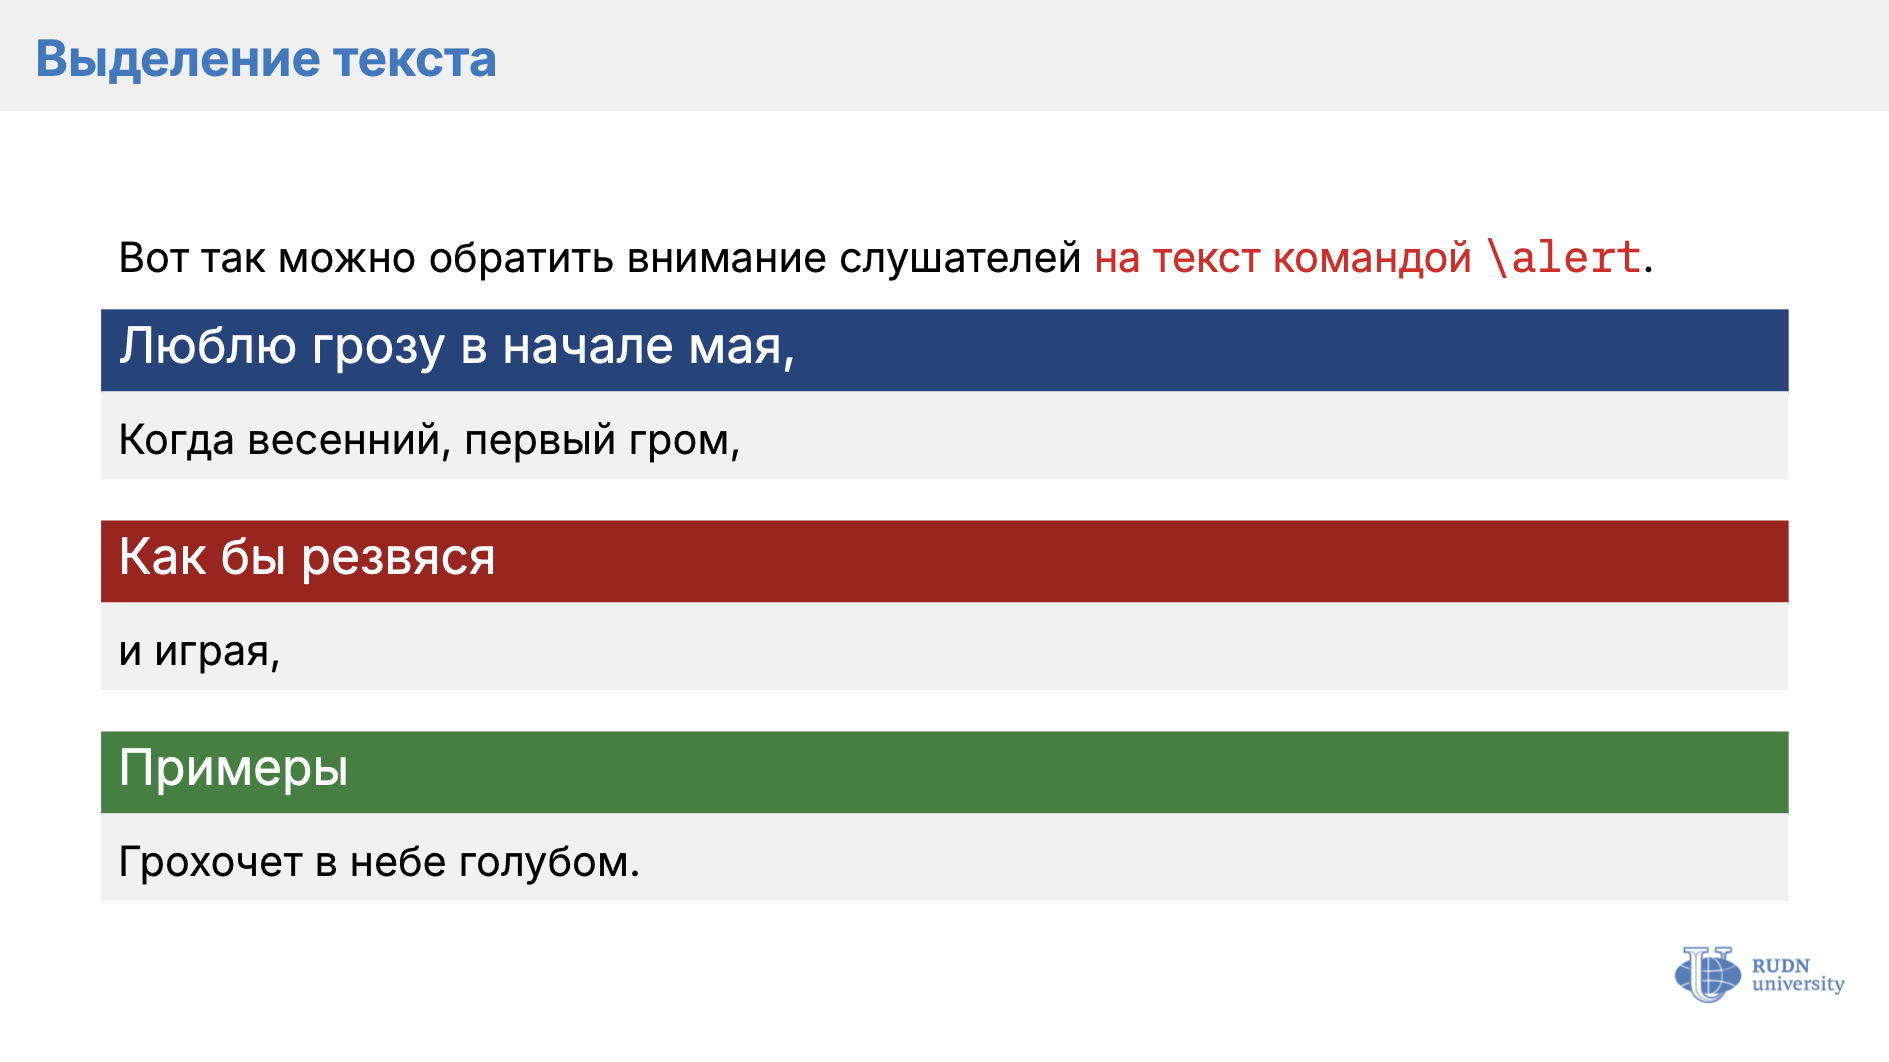 Выделение текста
Вот так можно обратить внимание слушателей на текст командой \alert.
Люблю грозу в начале мая,
Когда весенний, первый гром,
Как бы резвяся
и играя,
Примеры
Грохочет в небе голубом.
RUDN
university